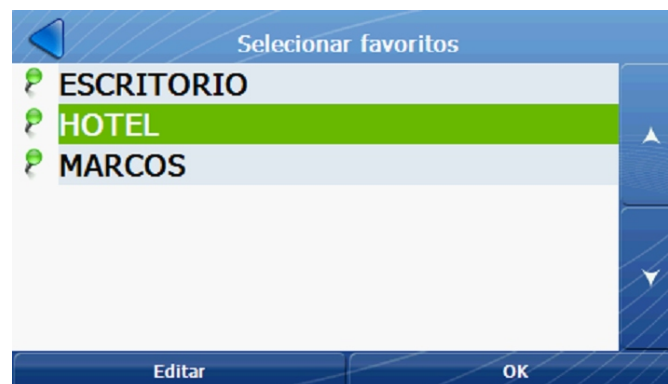 Selecionar favoritos
ESCRITORIO
HOTEL
MARCOS
Editar OK